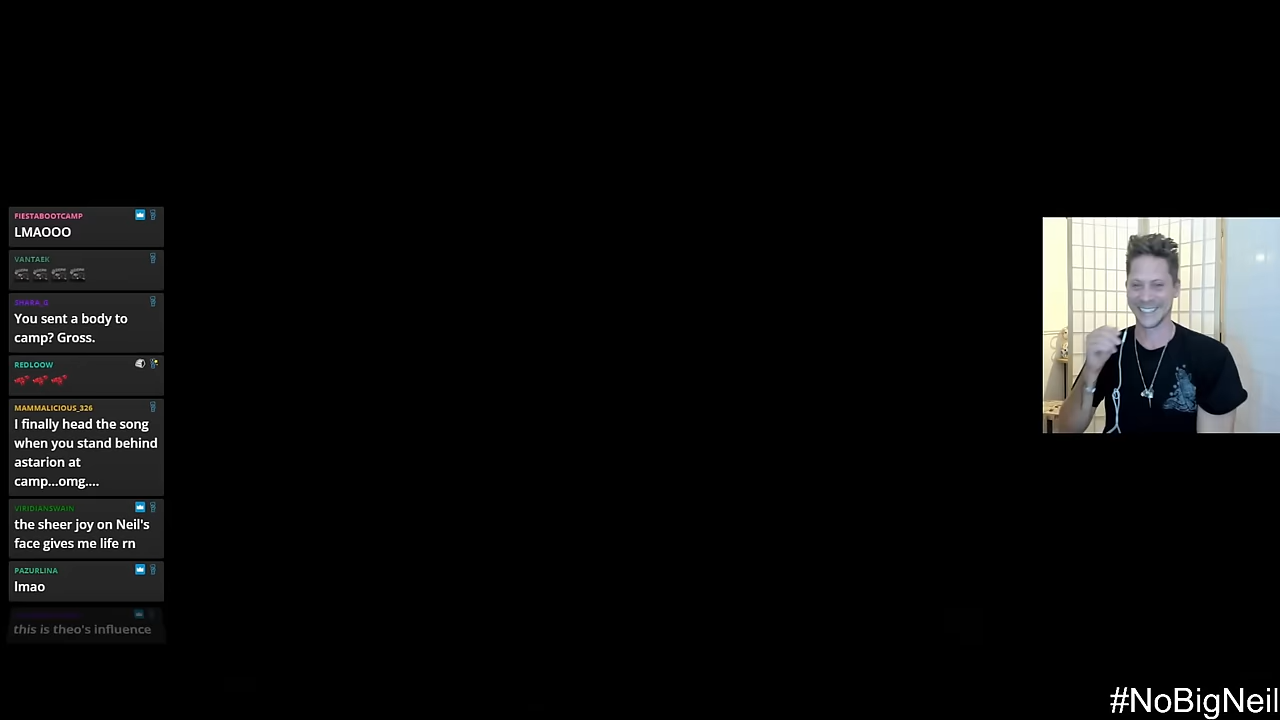 FIESTABOOTCAMP
LMAOOO
VANTAEK
SHARA_G
You sent a body to
camp? Gross.
REDLOOW
MAMMALICIOUS_326
I finally head the song
when you stand behind
astarion at
camp...omg....
VIRIDIANSWAIN
the sheer joy on Neil's
face gives me life rn
PAZURLINA
lmao
this is theo's influence
#NoBigNeil